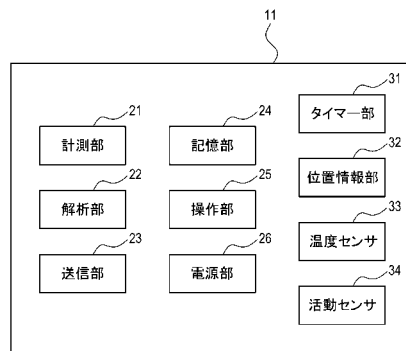 11
21
計測部
22
解析部
23
送信部
24
記憶部
25
操作部
26
電源部
31
タイマー部
32
位置情報部
33
温度センサ
34
活動センサ